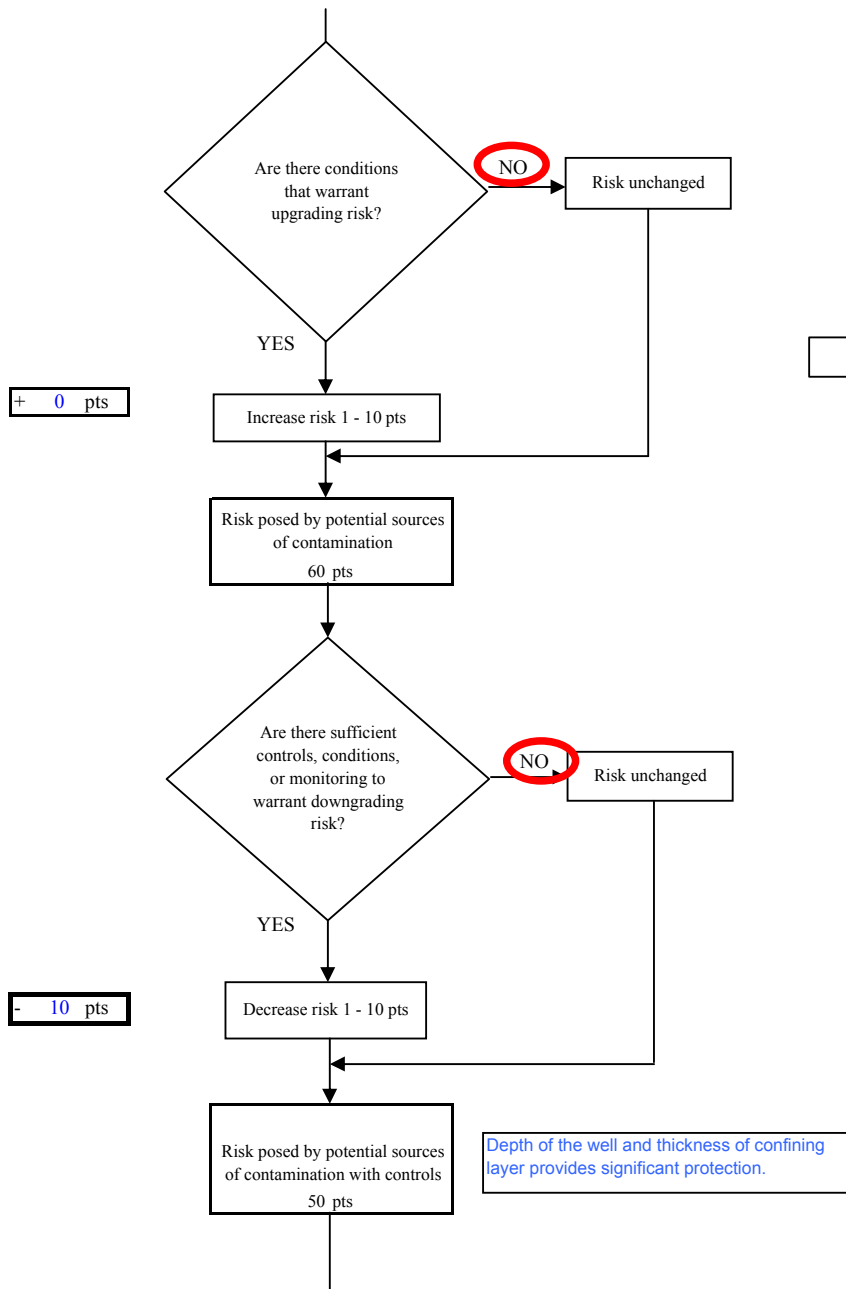 Are there conditions
that warrant
upgrading risk?
NO
Risk unchanged
YES
+ 0 pts
Increase risk 1 - 10 pts
Risk posed by potential sources
of contamination
60 pts
Are there sufficient
controls, conditions,
or monitoring to
warrant downgrading
risk?
NO
Risk unchanged
YES
- 10 pts
Decrease risk 1 - 10 pts
Risk posed by potential sources
of contamination with controls
50 pts
Depth of the well and thickness of confining
layer provides significant protection.